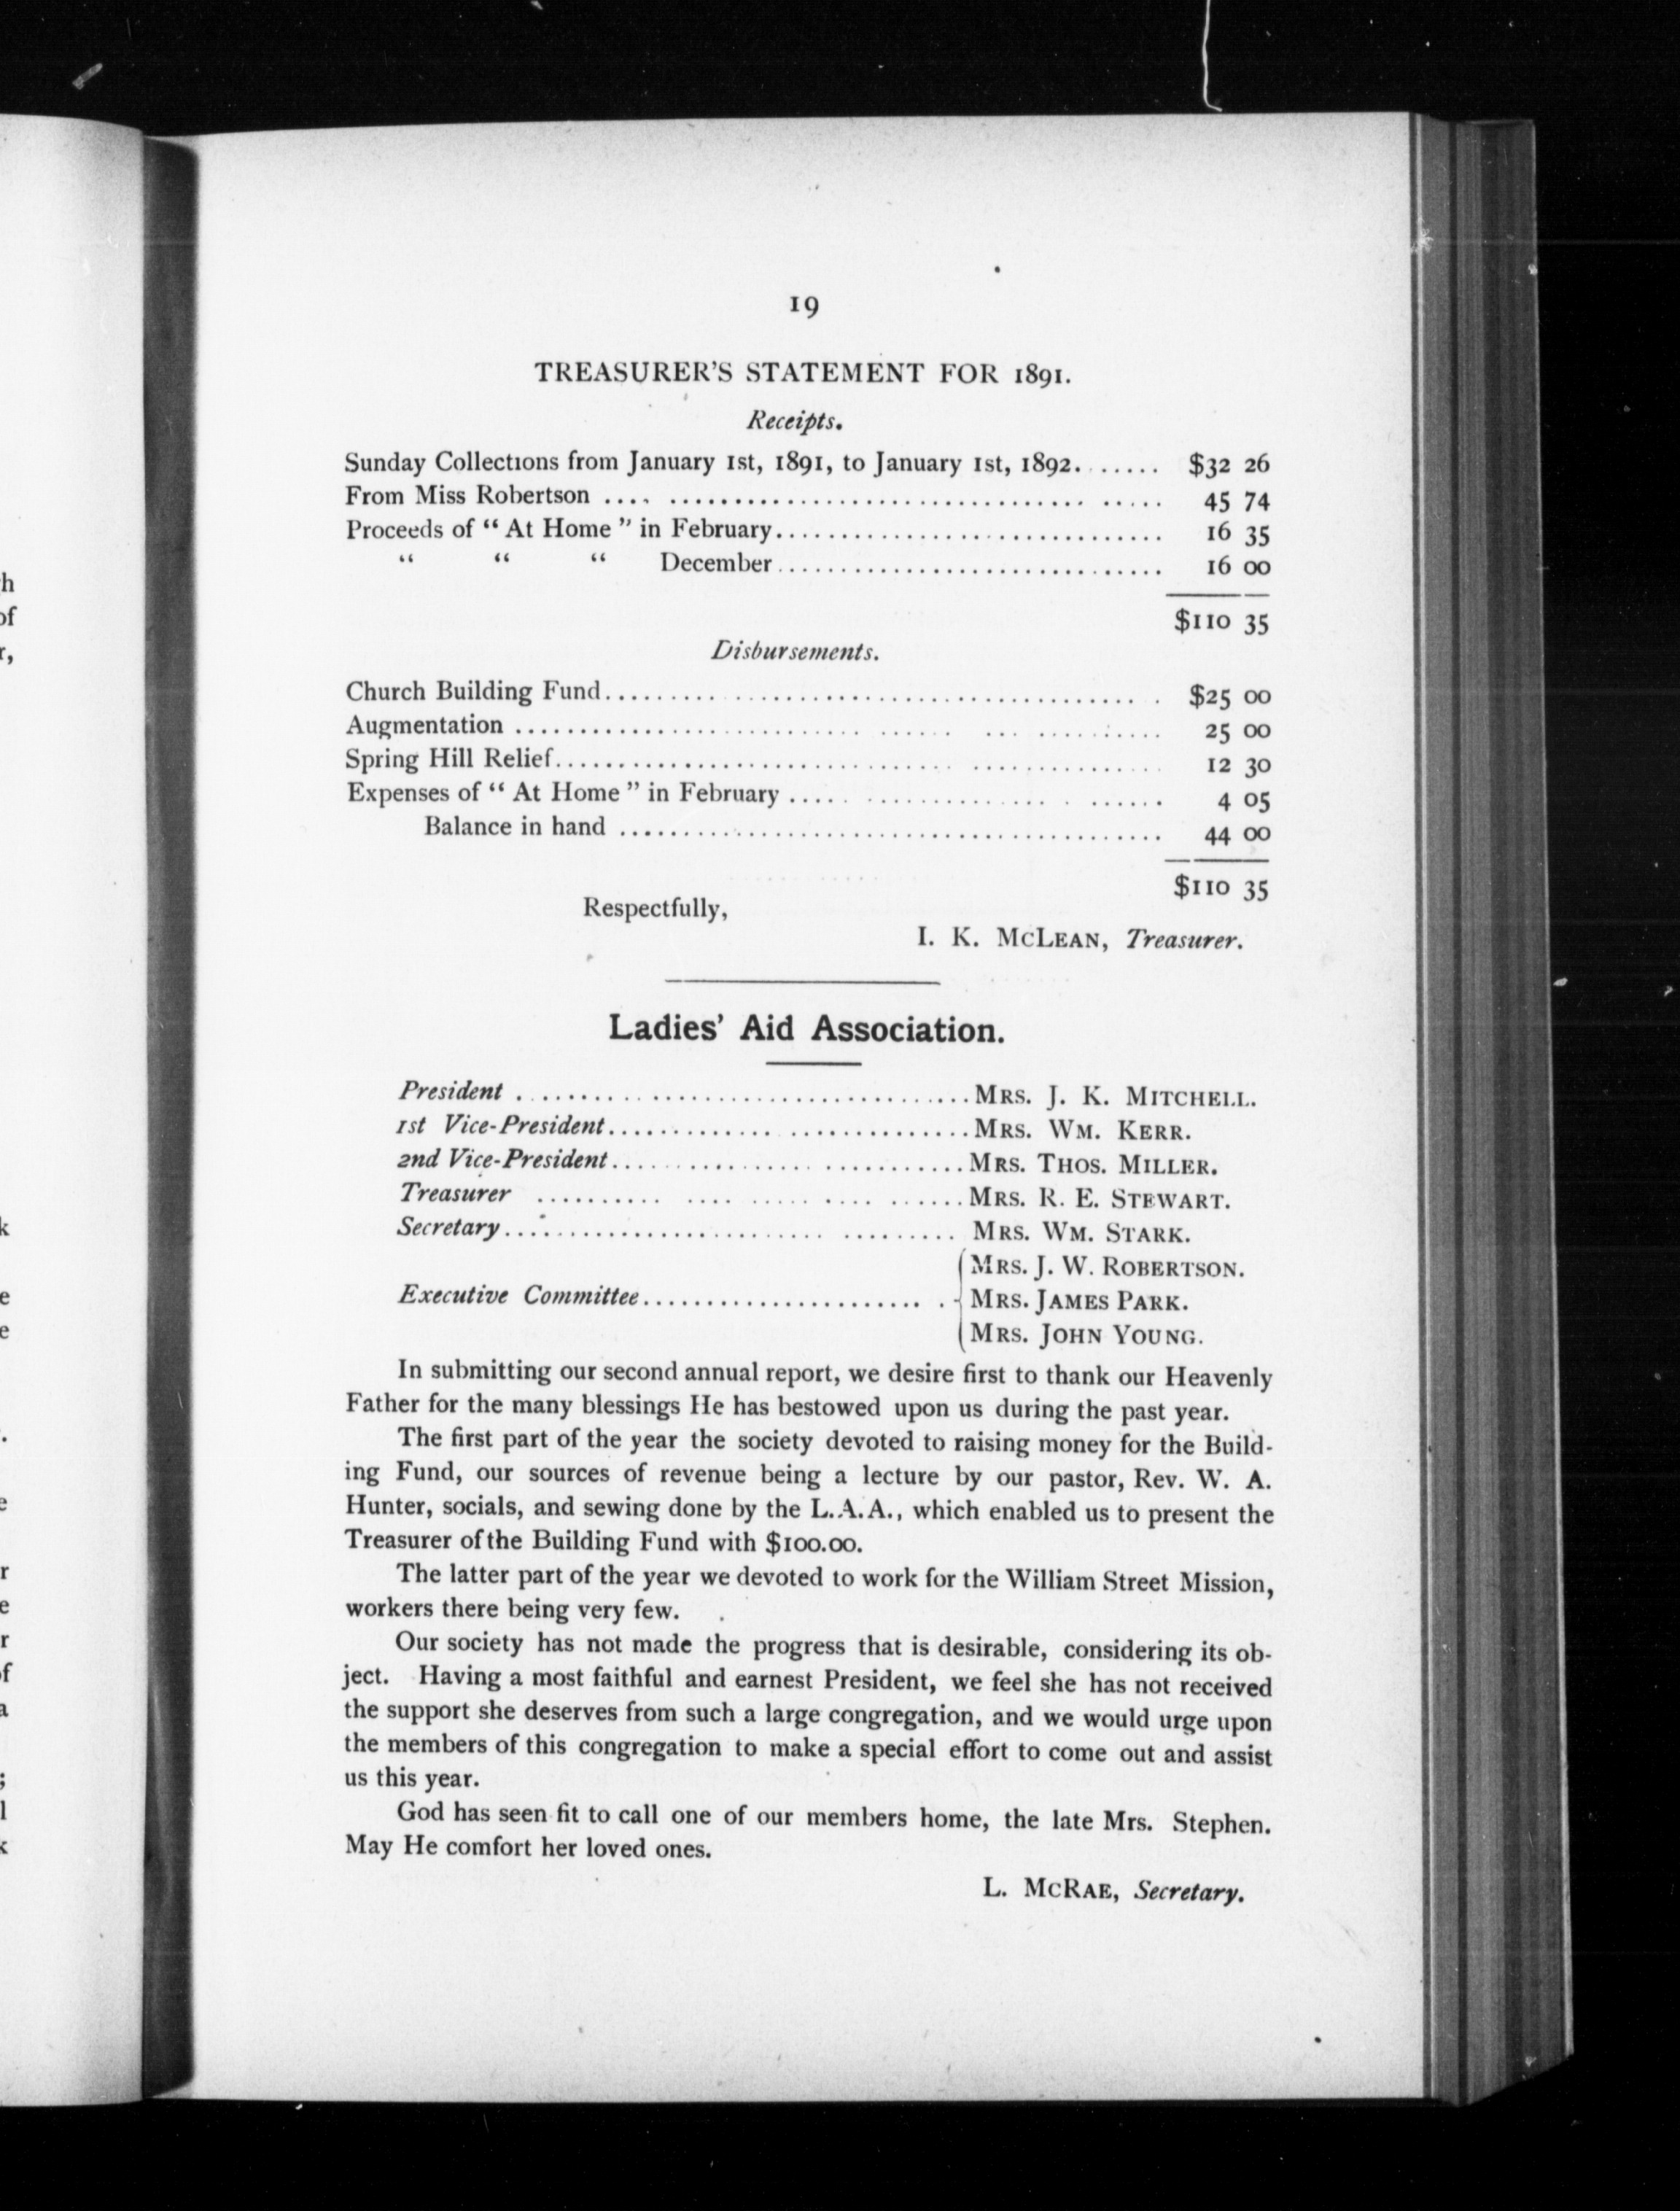 19
TREASURER'S STATEMENT FOR 1891.
Receipts.
Sunday Collections from January 1st, 1891, to January 1st, 1892. ...... $32 26
From Miss Robertson .... ................................ ..... 45 74
Proceeds of “ At Home ” in February.............................. 16 35
“ “ “ December.............................. 16 00
$110 35
Disbursements.
Church Building Fund........................................... $25 00
Augmentation ........................... ...... ... .......... 25 00
Spring Hill Relief............................... ............... 12 30
Expenses of “ At Home ” in February ..... .............. . ...... 4 05
Balance in hand .......................................... 44 00
$110 35
Respectfully,
I. K. MCLEAN, Treasurer.
Ladies' Aid Association.
President ................................... MRS. J. K. MITCHELL.
1st Vice-President............. .............. MRS. WM. KERR.
2nd Vice-President................ ........... MRS. THOS. MILLER.
Treasurer .......... .... ...... .... ...... MRS. R. E. STEWART.
Secretary......................... ......... MRS. WM. STARK.
MRS. J. W. ROBERTSON.
Executive Committee...................... . MRS. JAMES PARK.
MRS. JOHN YOUNG.
In submitting our second annual report, we desire first to thank our Heavenly
Father for the many blessings He has bestowed upon us during the past year.
The first part of the year the society devoted to raising money for the Build-
ing Fund, our sources of revenue being a lecture by our pastor, Rev. W. A.
Hunter, socials, and sewing done by the L.A.A., which enabled us to present the
Treasurer of the Building Fund with $100.00.
The latter part of the year we devoted to work for the William Street Mission,
workers there being very few.
Our society has not made the progress that is desirable, considering its ob-
ject. Having a most faithful and earnest President, we feel she has not received
the support she deserves from such a large congregation, and we would urge upon
the members of this congregation to make a special effort to come out and assist
us this year.
God has seen fit to call one of our members home, the late Mrs. Stephen.
May He comfort her loved ones.
L. MCRAE, Secretary.